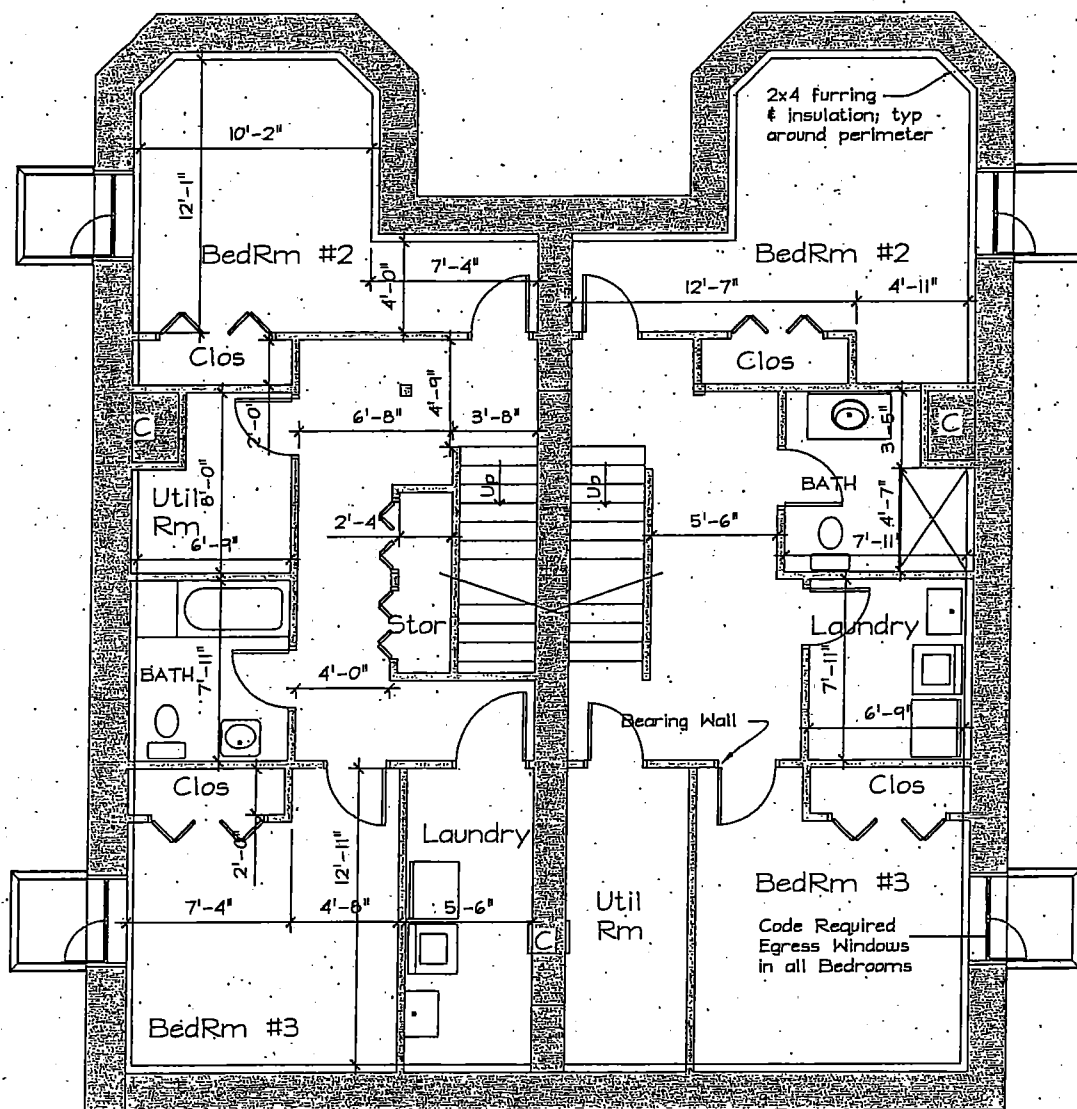 2x4 furring
& insulation; typ
around perimeter
10'-2"
12'-1"
BedRm #2
7'-4"
4'-0"
BedRm #2
12'-7"
4'-11"
Clos
Clos
4'-9"
6'-8"
3'-8"
C
2'-0"
8'-0"
Util
Rm
6'-9"
2'-4
Up
Up
5'-6"
BATH
3'-5"
4'-7"
7'-11"
C
Stor
Laundry
BATH
7'-11"
4'-0"
7'-11"
6'-9"
Bearing Wall
Clos
Clos
2'-0"
12'-11"
Laundry
7'-4"
4'-8"
5'-6"
C
Util
Rm
BedRm #3
Code Required
Egress Windows
in all Bedrooms
BedRm #3